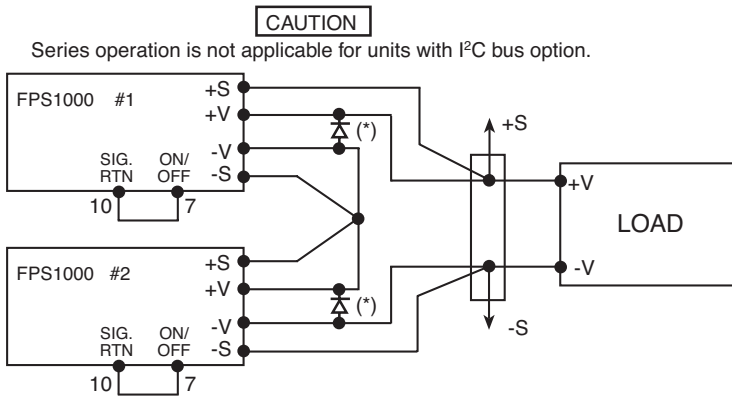 CAUTION
Series operation is not applicable for units with I²C bus option.
FPS1000 #1
+S
+V
-V
-S
SIG. RTN
ON/ OFF
10
7
(*)
+S
+V
LOAD
-V
-S
FPS1000 #2
+S
+V
-V
-S
SIG. RTN
ON/ OFF
10
7
(*)